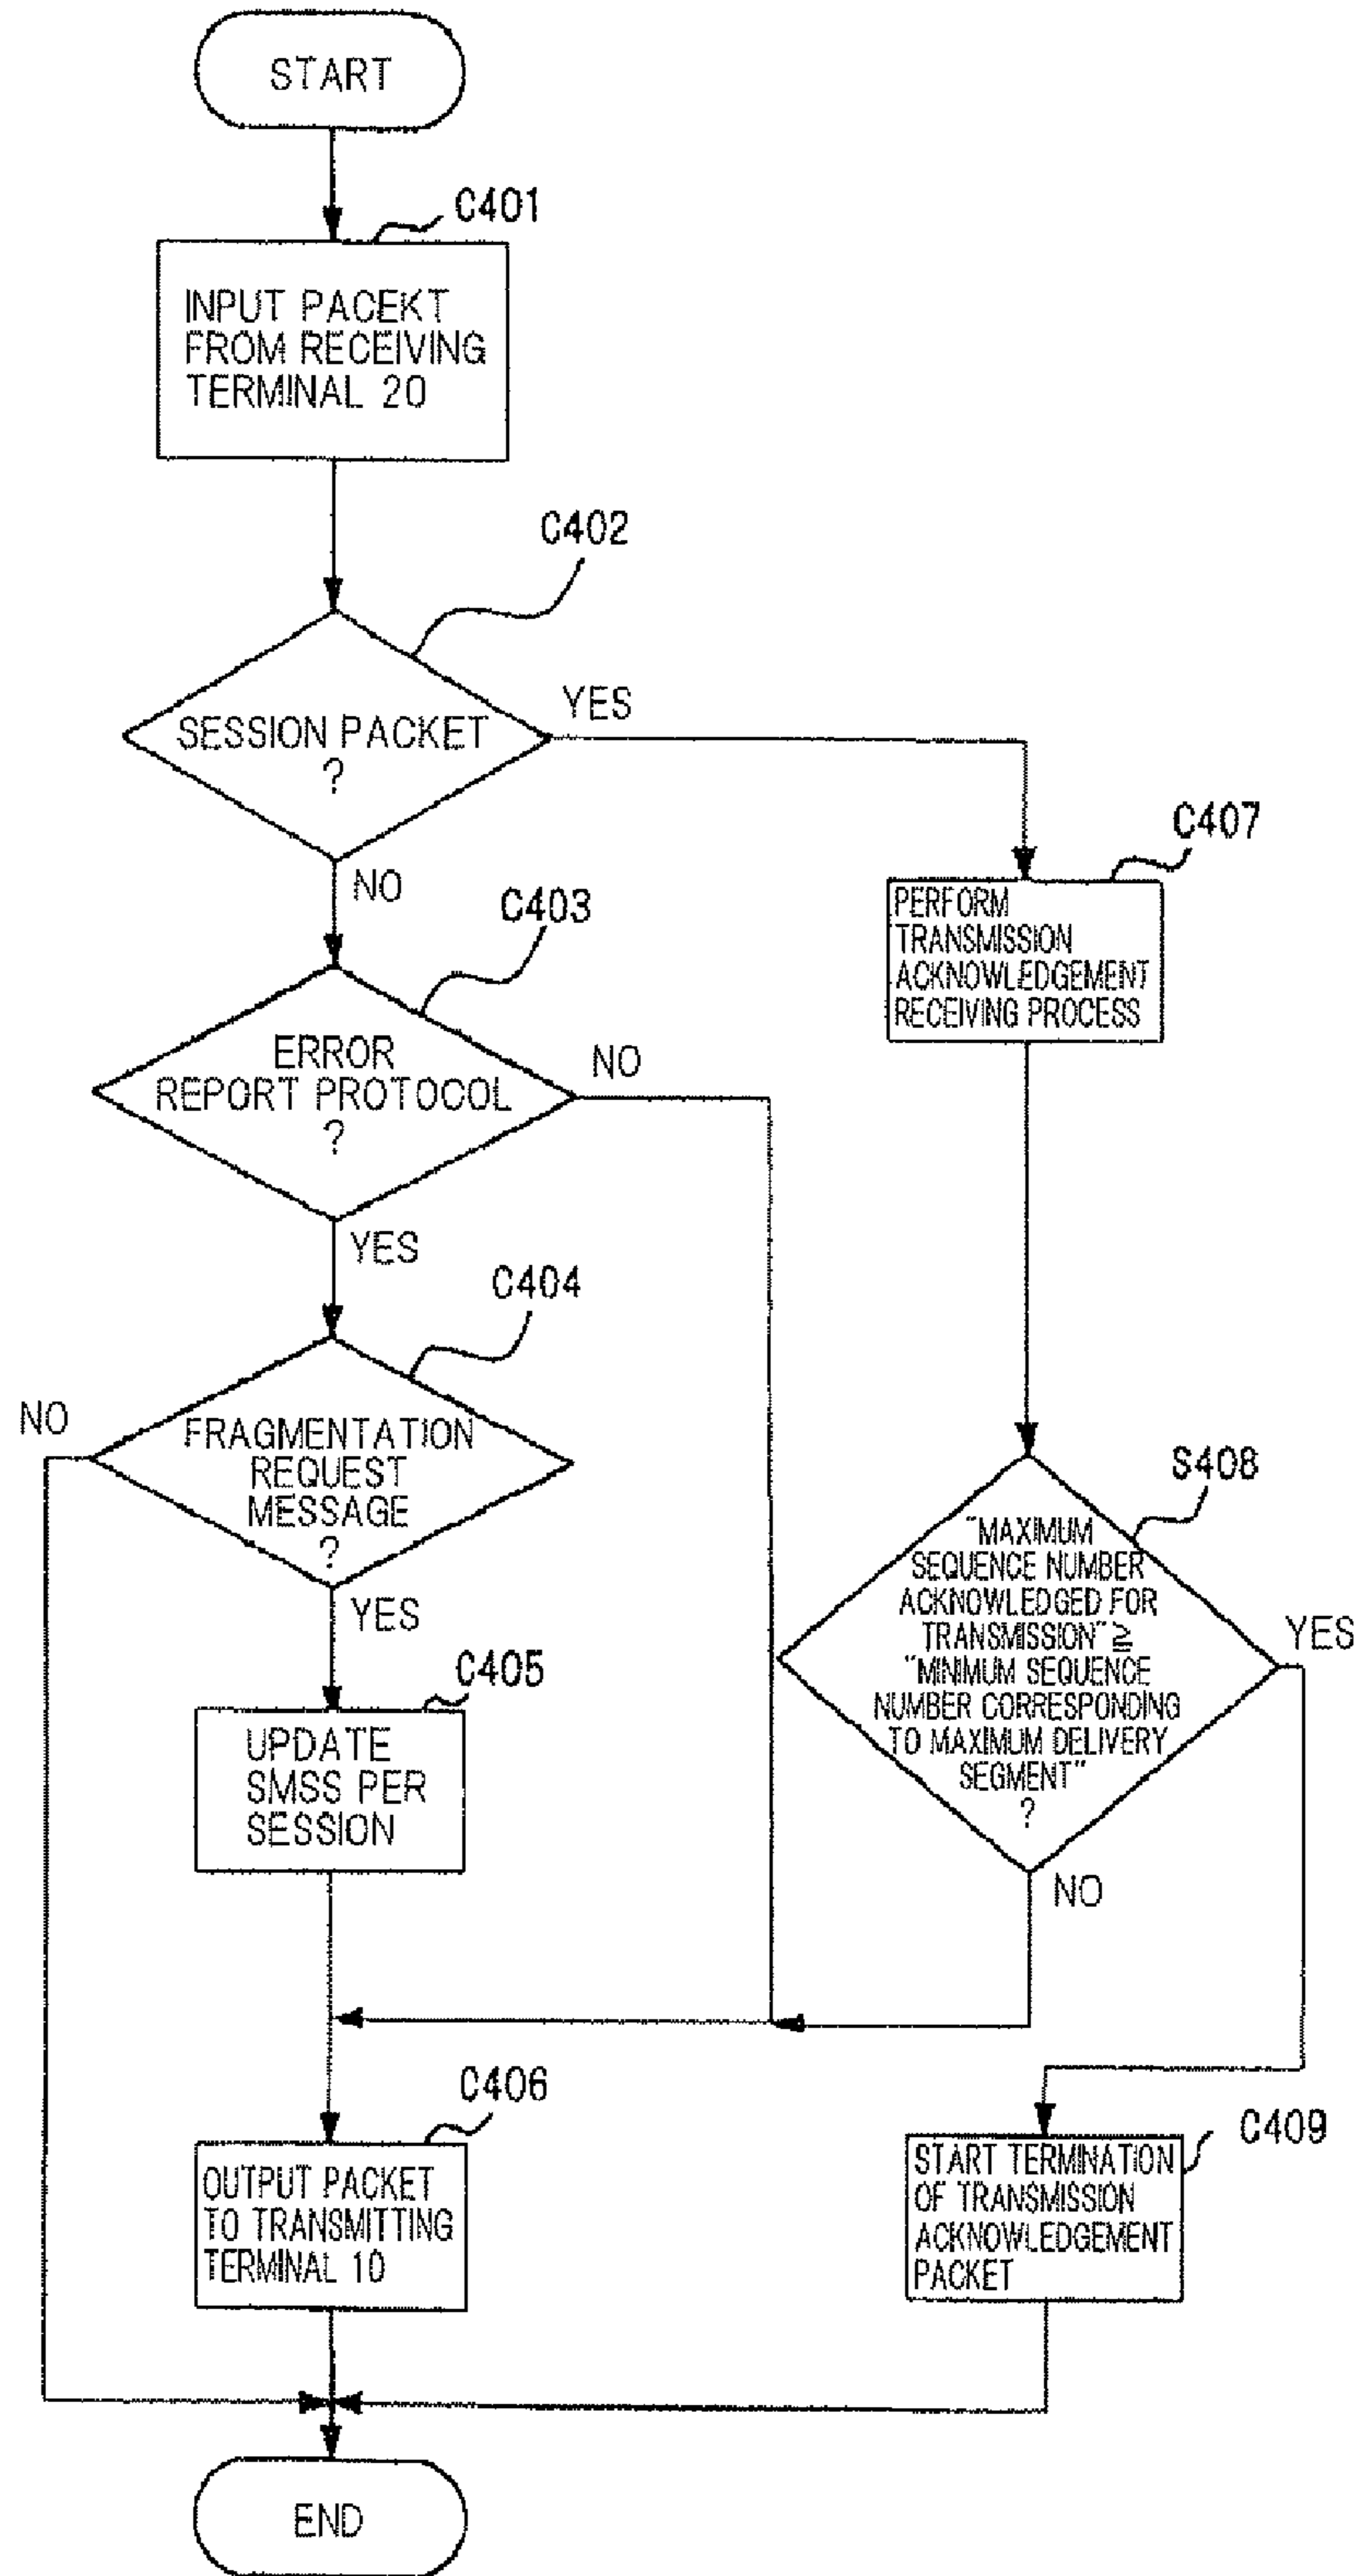 START
C401
INPUT PACEKT
FROM RECEIVING
TERMINAL 20
C402
SESSION PACKET
?
YES
NO
C407
PERFORM
TRANSMISSION
ACKNOWLEDGEMENT
RECEIVING PROCESS
C403
ERROR
REPORT PROTOCOL
?
NO
YES
C404
NO
FRAGMENTATION
REQUEST
MESSAGE
?
YES
S408
"MAXIMUM
SEQUENCE NUMBER
ACKNOWLEDGED FOR
TRANSMISSION" ≧
"MINIMUM SEQUENCE
NUMBER CORRESPONDING
TO MAXIMUM DELIVERY
SEGMENT"
?
YES
NO
C405
UPDATE
SMSS PER
SESSION
C406
OUTPUT PACKET
TO TRANSMITTING
TERMINAL 10
C409
START TERMINATION
OF TRANSMISSION
ACKNOWLEDGEMENT
PACKET
END